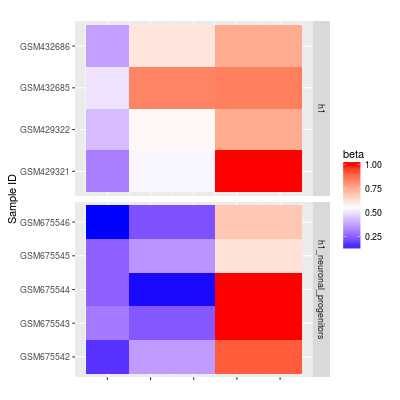 GSM432686
GSM432685
GSM429322
GSM429321
h1
GSM675546
GSM675545
GSM675544
GSM675543
GSM675542
h1_neuronal_progenitors
Sample ID
beta
1.00
0.75
0.50
0.25